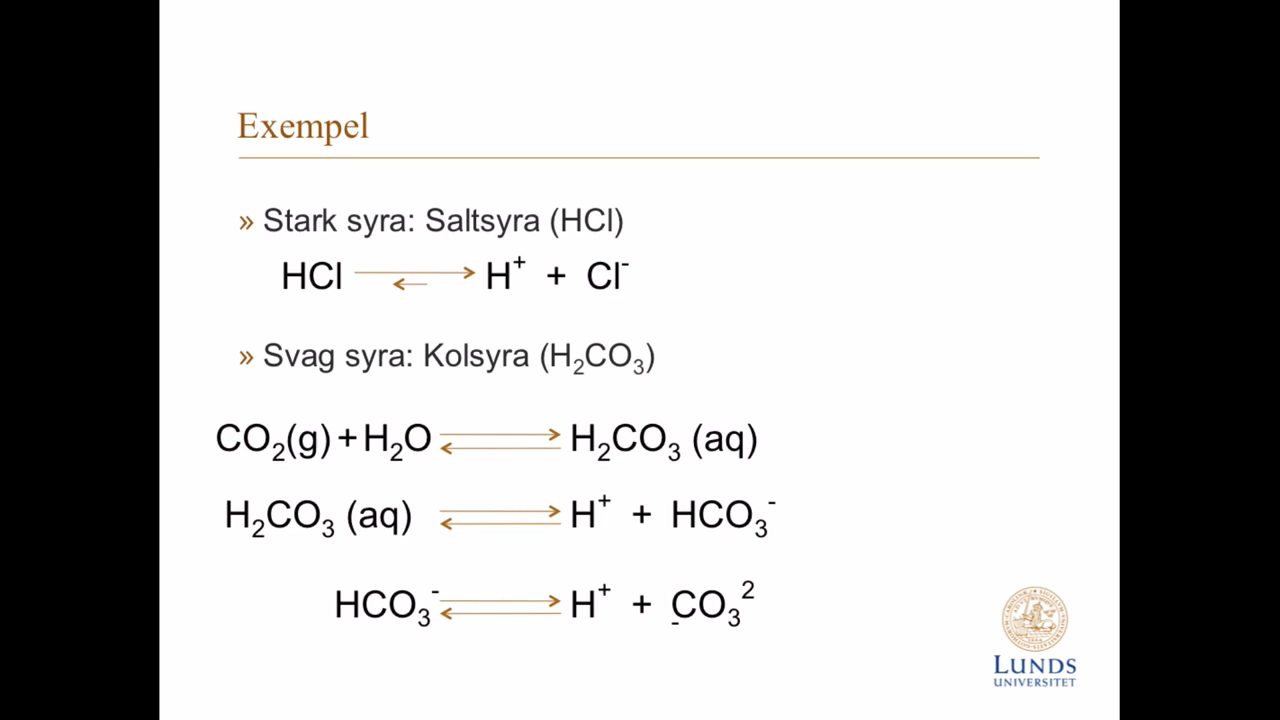 Exempel
» Stark syra: Saltsyra (HCl)
HCl ⇄ H⁺ + Cl⁻
» Svag syra: Kolsyra (H₂CO₃)
CO₂(g) + H₂O ⇄ H₂CO₃ (aq)
H₂CO₃ (aq) ⇄ H⁺ + HCO₃⁻
HCO₃⁻ ⇄ H⁺ + CO₃²
-
LUNDS
UNIVERSITET